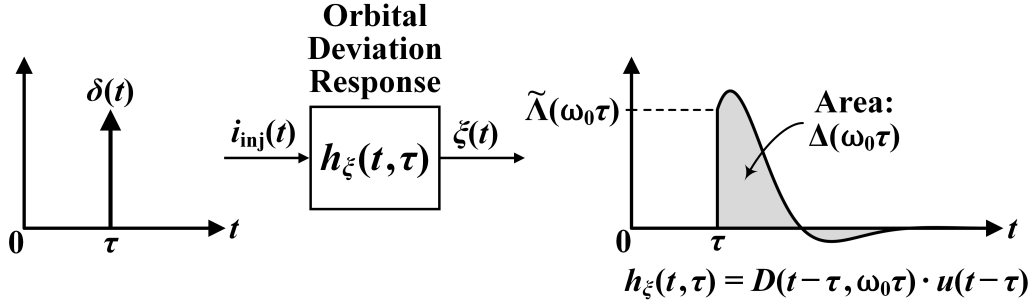 Orbital
Deviation
Response
δ(t)
i_inj(t)
h_ξ(t,τ)
ξ(t)
0
τ
t
Λ̃(ω₀τ)
Area:
Δ(ω₀τ)
0
τ
t
h_ξ(t,τ) = D(t−τ,ω₀τ)·u(t−τ)